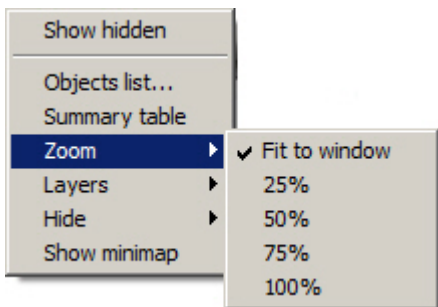 Show hidden
Objects list...
Summary table
Zoom
Layers
Hide
Show minimap
Fit to window
25%
50%
75%
100%